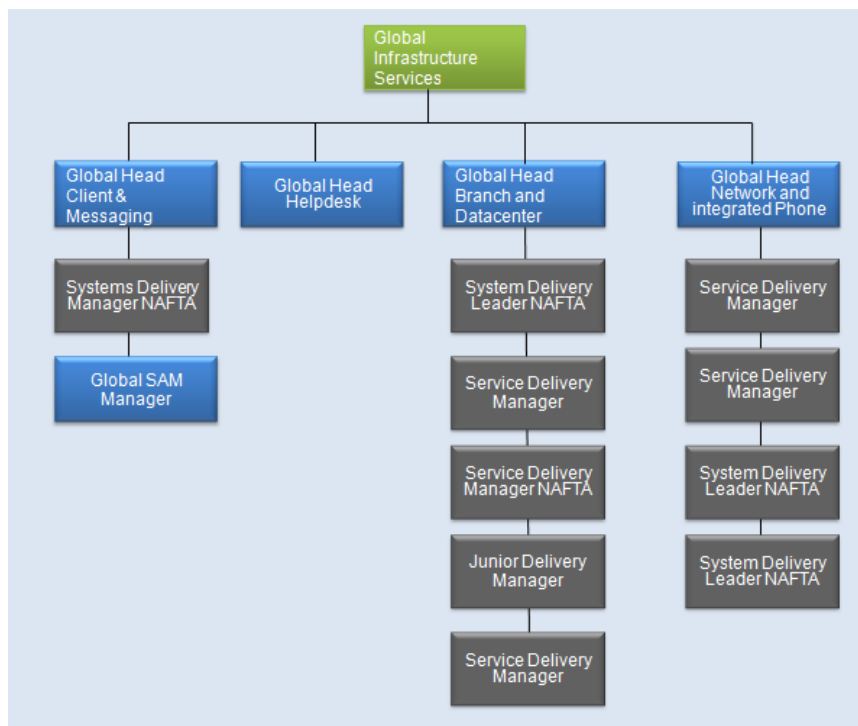 Global
Infrastructure
Services
Global Head
Client &
Messaging
Global Head
Helpdesk
Global Head
Branch and
Datacenter
Global Head
Network and
integrated Phone
Systems Delivery
Manager NAFTA
System Delivery
Leader NAFTA
Service Delivery
Manager
Global SAM
Manager
Service Delivery
Manager
Service Delivery
Manager
Service Delivery
Manager NAFTA
System Delivery
Leader NAFTA
Junior Delivery
Manager
System Delivery
Leader NAFTA
Service Delivery
Manager